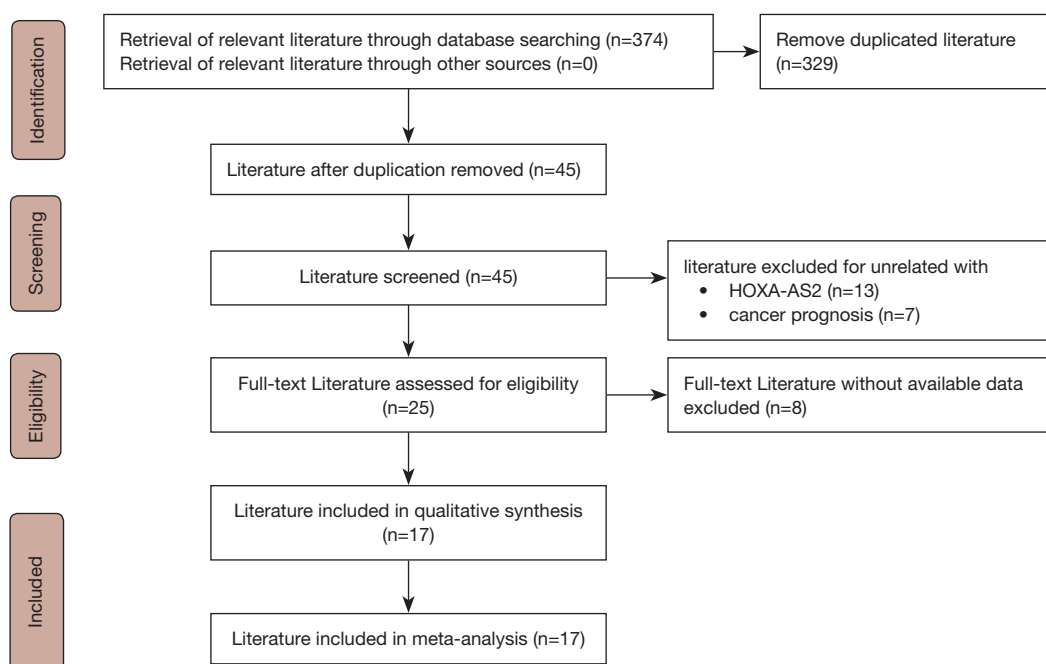 Identification
Retrieval of relevant literature through database searching (n=374)
Retrieval of relevant literature through other sources (n=0)
Remove duplicated literature
(n=329)
Literature after duplication removed (n=45)
Screening
Literature screened (n=45)
literature excluded for unrelated with
• HOXA-AS2 (n=13)
• cancer prognosis (n=7)
Eligibility
Full-text Literature assessed for eligibility
(n=25)
Full-text Literature without available data
excluded (n=8)
Included
Literature included in qualitative synthesis
(n=17)
Literature included in meta-analysis (n=17)